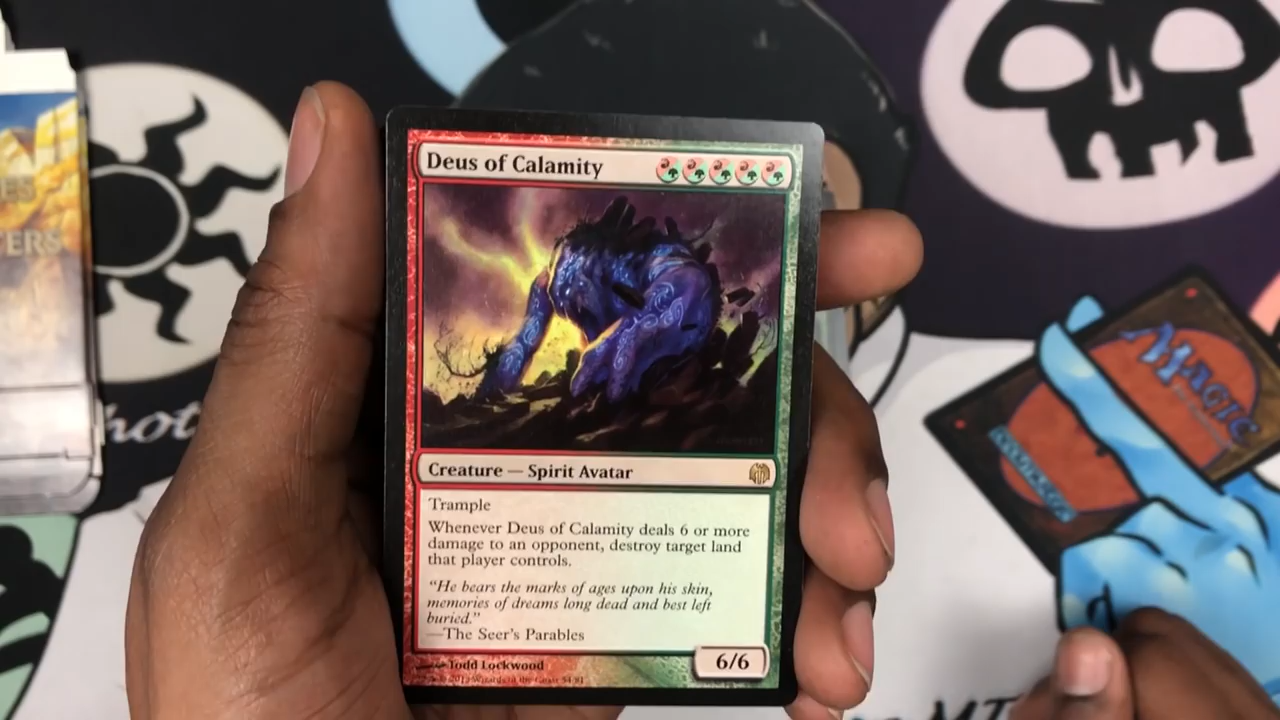 Deus of Calamity
Creature — Spirit Avatar
Trample
Whenever Deus of Calamity deals 6 or more
damage to an opponent, destroy target land
that player controls.
“He bears the marks of ages upon his skin,
memories of dreams long dead and best left
buried.”
—The Seer's Parables
6/6
Todd Lockwood
MAGIC